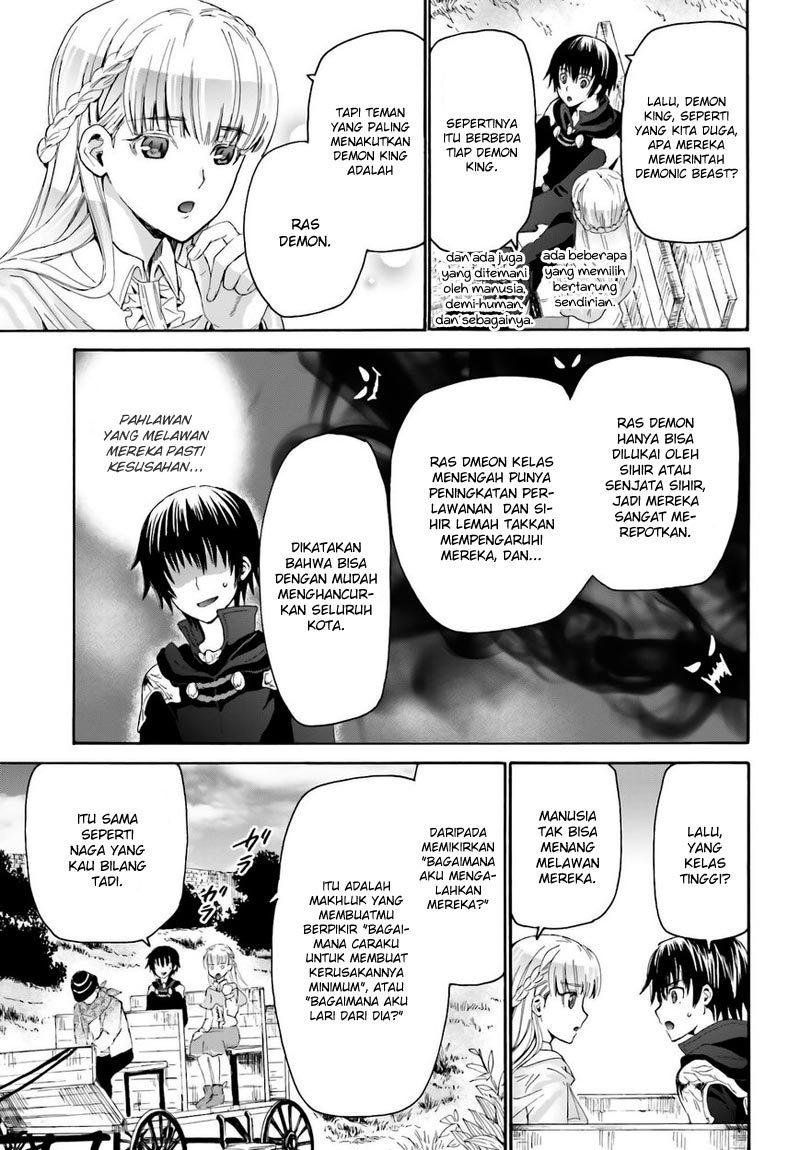 LALU, DEMON
KING, SEPERTI
YANG KITA DUGA,
APA MEREKA
MEMERINTAH
DEMONIC BEAST?
SEPERTINYA
ITU BERBEDA
TIAP DEMON
KING.
ada beberapa
yang memilih
bertarung
sendirian.
dan ada juga
yang ditemani
oleh manusia,
demi-human,
dan sebagainya.
TAPI TEMAN
YANG PALING
MENAKUTKAN
DEMON KING
ADALAH
RAS
DEMON.
RAS DEMON
HANYA BISA
DILUKAI OLEH
SIHIR ATAU
SENJATA SIHIR,
JADI MEREKA
SANGAT ME-
REPOTKAN.
RAS DMEON KELAS
MENENGAH PUNYA
PENINGKATAN PER-
LAWANAN DAN SI-
HIR LEMAH TAKKAN
MEMPENGARUHI
MEREKA, DAN...
DIKATAKAN
BAHWA BISA
DENGAN MUDAH
MENGHANCUR-
KAN SELURUH
KOTA.
PAHLAWAN
YANG MELAWAN
MEREKA PASTI
KESUSAHAN...
LALU,
YANG
KELAS
TINGGI?
MANUSIA
TAK BISA
MENANG
MELAWAN
MEREKA.
DARIPADA
MEMIKIRKAN
"BAGAIMANA
AKU MENGA-
LAHKAN
MEREKA?"
ITU ADALAH
MAKHLUK YANG
MEMBUATMU
BERPIKIR "BAGAI-
MANA CARAKU
UNTUK MEMBUAT
KERUSAKANNYA
MINIMUM", ATAU
"BAGAIMANA AKU
LARI DARI DIA?"
ガラガラ
ITU SAMA
SEPERTI
NAGA YANG
KAU BILANG
TADI.